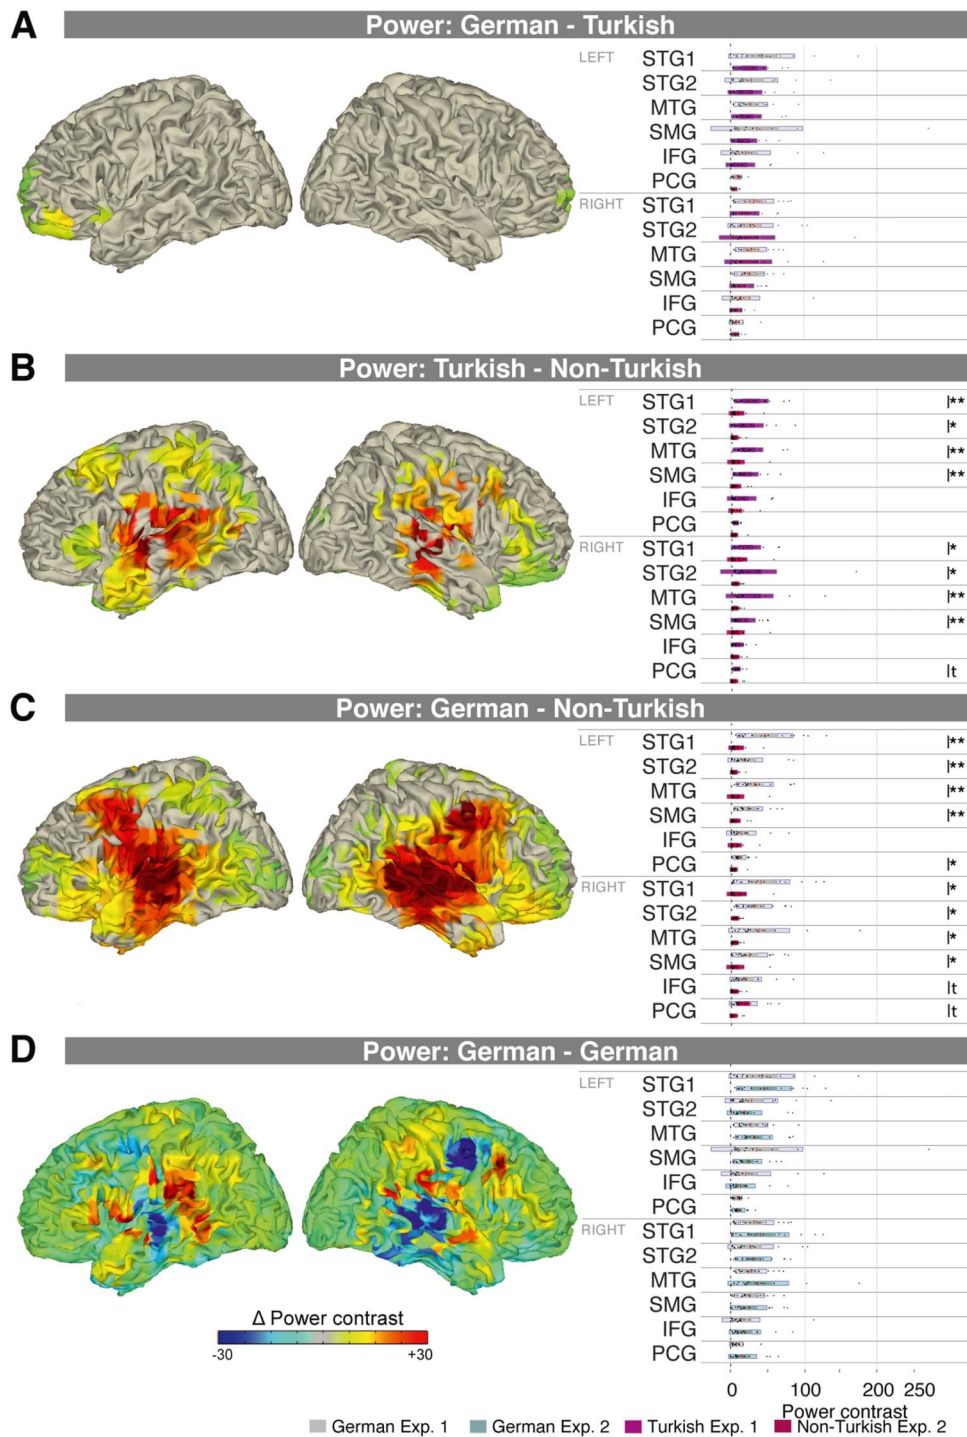 A
Power: German - Turkish
LEFT
STG1
STG2
MTG
SMG
IFG
PCG
RIGHT
STG1
STG2
MTG
SMG
IFG
PCG
B
Power: Turkish - Non-Turkish
LEFT
STG1 |**
STG2 |*
MTG |**
SMG |**
IFG
PCG
RIGHT
STG1 |*
STG2 |*
MTG |**
SMG |**
IFG
PCG |t
C
Power: German - Non-Turkish
LEFT
STG1 |**
STG2 |**
MTG |**
SMG |**
IFG
PCG |*
RIGHT
STG1 |*
STG2 |*
MTG |*
SMG |*
IFG |t
PCG |t
D
Power: German - German
LEFT
STG1
STG2
MTG
SMG
IFG
PCG
RIGHT
STG1
STG2
MTG
SMG
IFG
PCG
Δ Power contrast
-30 +30
0 100 200 250
Power contrast
German Exp. 1 German Exp. 2 Turkish Exp. 1 Non-Turkish Exp. 2